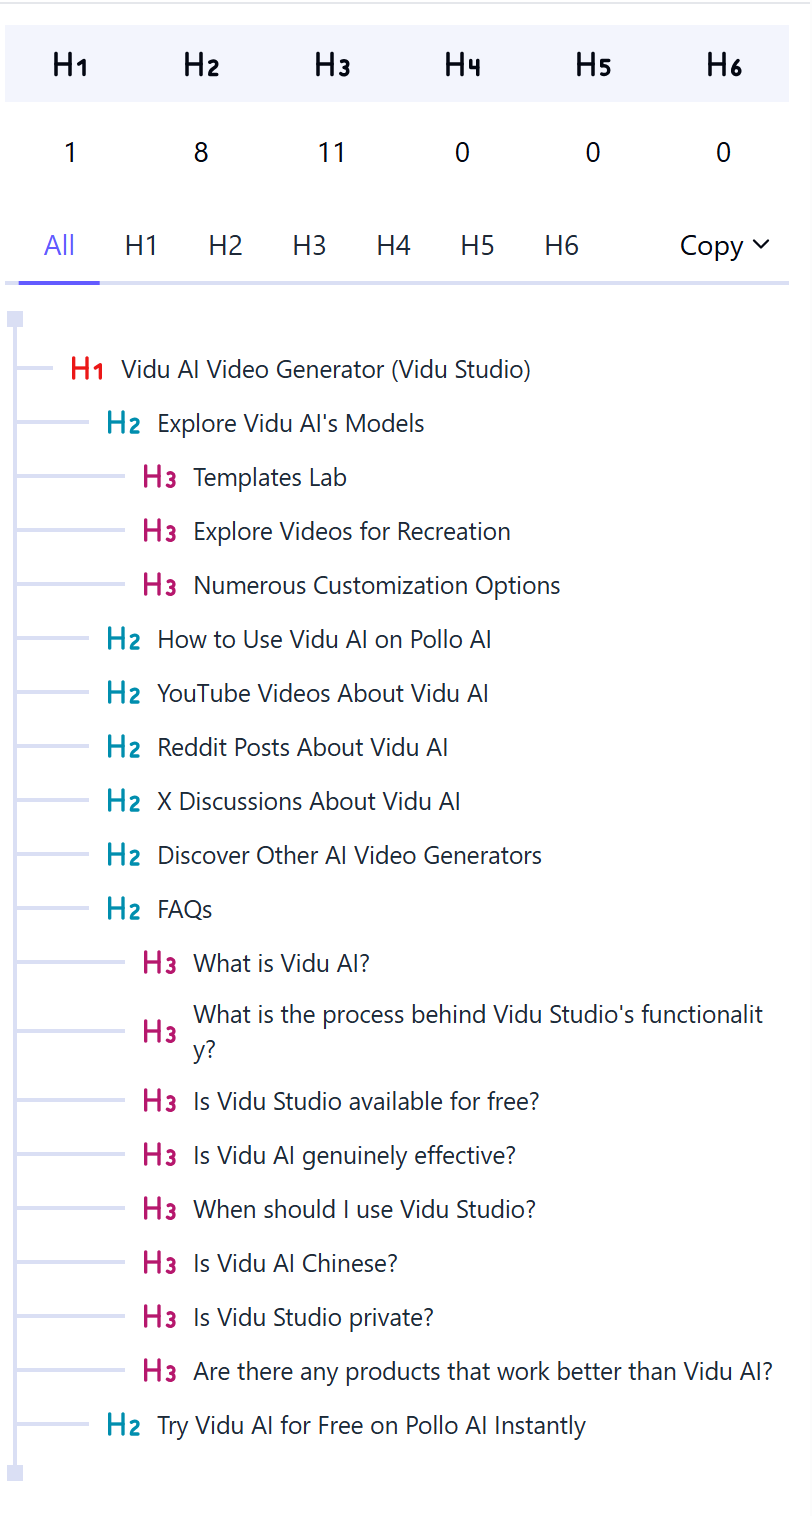 H1 H2 H3 H4 H5 H6
1 8 11 0 0 0
All H1 H2 H3 H4 H5 H6 Copy
H1 Vidu AI Video Generator (Vidu Studio)
H2 Explore Vidu AI's Models
H3 Templates Lab
H3 Explore Videos for Recreation
H3 Numerous Customization Options
H2 How to Use Vidu AI on Pollo AI
H2 YouTube Videos About Vidu AI
H2 Reddit Posts About Vidu AI
H2 X Discussions About Vidu AI
H2 Discover Other AI Video Generators
H2 FAQs
H3 What is Vidu AI?
H3 What is the process behind Vidu Studio's functionalit
y?
H3 Is Vidu Studio available for free?
H3 Is Vidu AI genuinely effective?
H3 When should I use Vidu Studio?
H3 Is Vidu AI Chinese?
H3 Is Vidu Studio private?
H3 Are there any products that work better than Vidu AI?
H2 Try Vidu AI for Free on Pollo AI Instantly